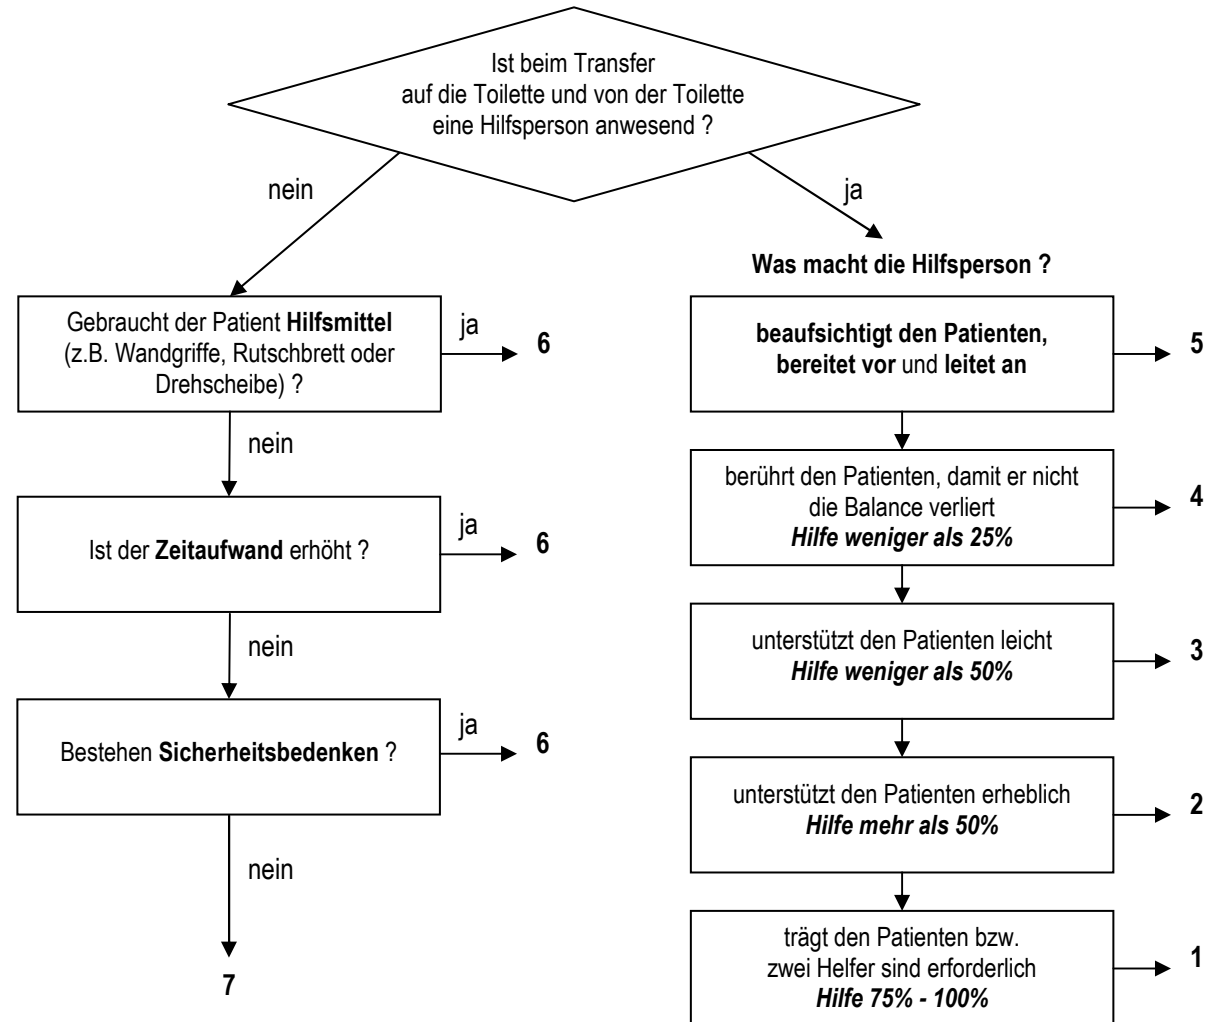 Ist beim Transfer
auf die Toilette und von der Toilette
eine Hilfsperson anwesend ?
nein
ja
Was macht die Hilfsperson ?
Gebraucht der Patient Hilfsmittel
(z.B. Wandgriffe, Rutschbrett oder
Drehscheibe) ?
ja
6
nein
Ist der Zeitaufwand erhöht ?
ja
6
nein
Bestehen Sicherheitsbedenken ?
ja
6
nein
7
beaufsichtigt den Patienten,
bereitet vor und leitet an
5
berührt den Patienten, damit er nicht
die Balance verliert
Hilfe weniger als 25%
4
unterstützt den Patienten leicht
Hilfe weniger als 50%
3
unterstützt den Patienten erheblich
Hilfe mehr als 50%
2
trägt den Patienten bzw.
zwei Helfer sind erforderlich
Hilfe 75% - 100%
1